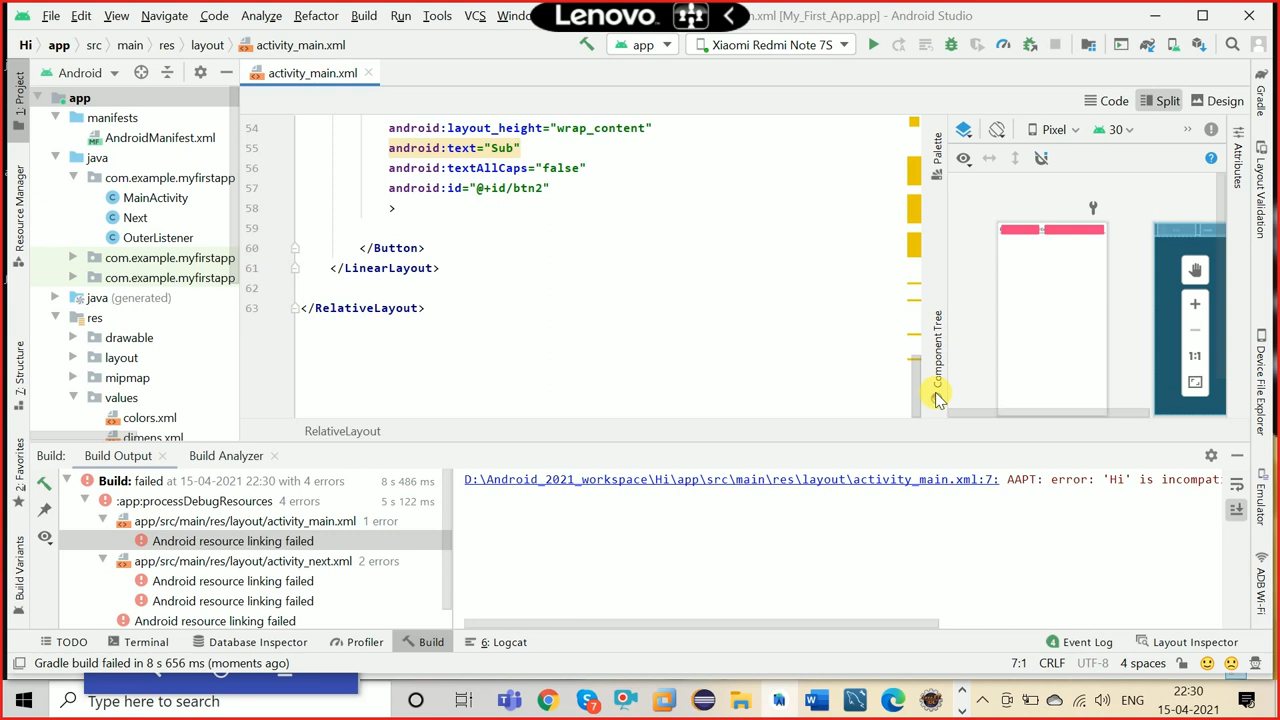 File Edit View Navigate Code Analyze Refactor Build Run Tools VCS Windo Lenovo .xml [My_First_App.app] - Android Studio
Hi app src main res layout activity_main.xml app Xiaomi Redmi Note 7S
Android activity_main.xml
1: Project
Resource Manager
7: Structure
2: Favorites
Build Variants
app
manifests
AndroidManifest.xml
java
com.example.myfirstapp
MainActivity
Next
OuterListener
com.example.myfirstapp
com.example.myfirstapp
java (generated)
res
drawable
layout
mipmap
values
colors.xml
dimens.xml
Code Split Design
54 android:layout_height="wrap_content"
55 android:text="Sub"
56 android:textAllCaps="false"
57 android:id="@+id/btn2"
58 >
59
60 </Button>
61 </LinearLayout>
62
63 </RelativeLayout>
RelativeLayout
Palette
Component Tree
Pixel 30
1:1
Attributes
Gradle
Layout Validation
Device File Explorer
Emulator
ADB Wi-F
Build: Build Output Build Analyzer
Build: failed at 15-04-2021 22:30 with 4 errors 8 s 486 ms
:app:processDebugResources 4 errors 5 s 122 ms
app/src/main/res/layout/activity_main.xml 1 error
Android resource linking failed
app/src/main/res/layout/activity_next.xml 2 errors
Android resource linking failed
Android resource linking failed
Android resource linking failed
D:\Android_2021_workspace\Hi\app\src\main\res\layout\activity_main.xml:7: AAPT: error: 'Hi' is incompat
TODO Terminal Database Inspector Profiler Build 6: Logcat 4 Event Log Layout Inspector
Gradle build failed in 8 s 656 ms (moments ago) 7:1 CRLF UTF-8 4 spaces
Type here to search 7 ENG 22:30
15-04-2021